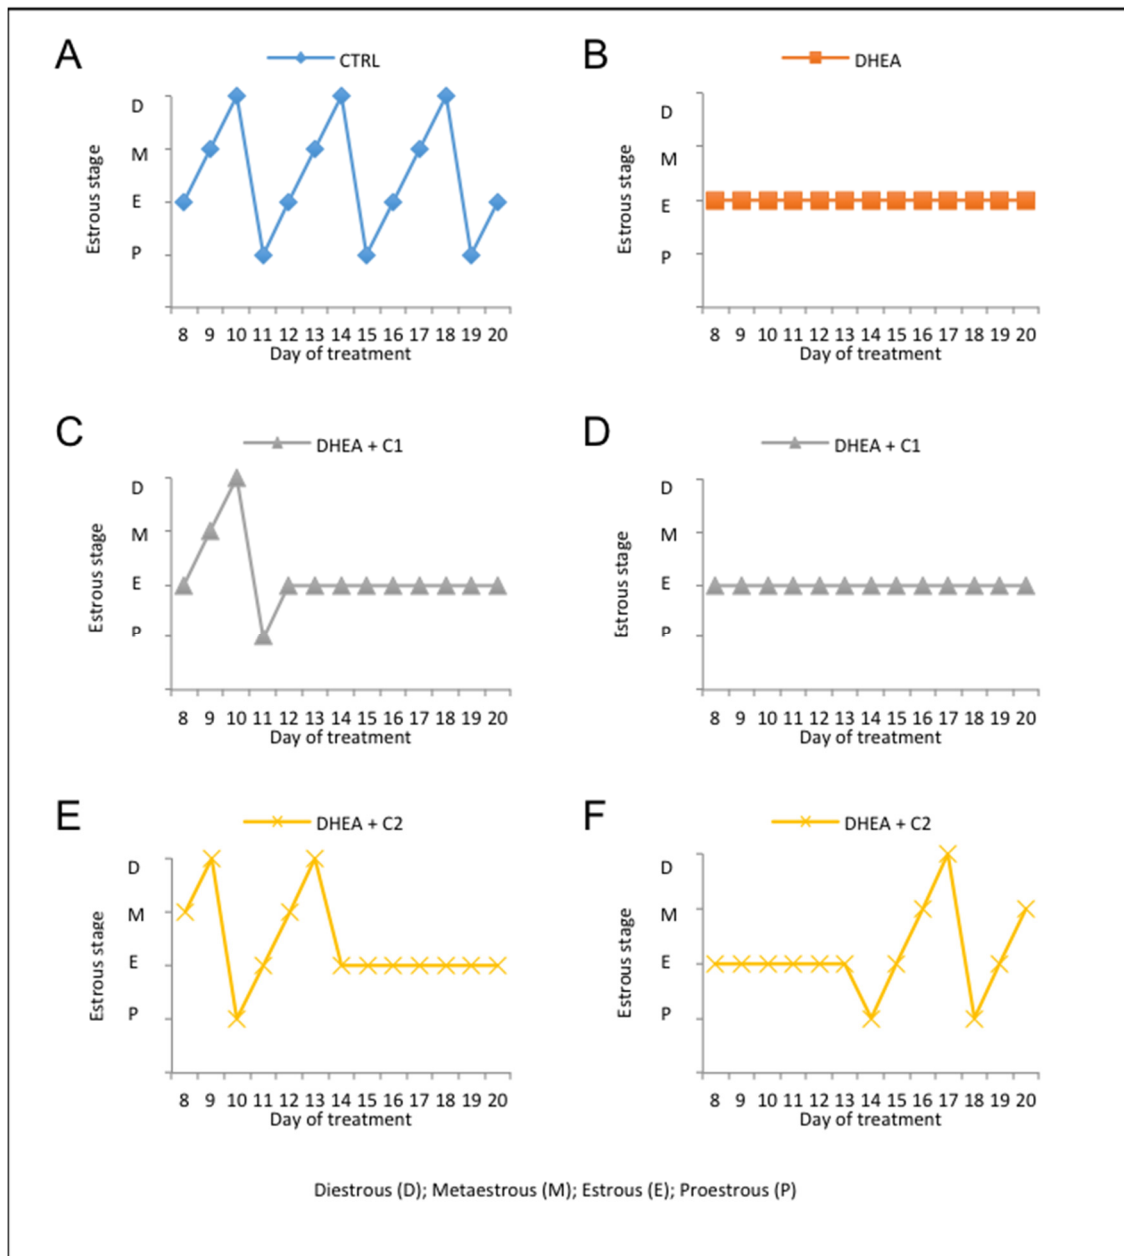 A
CTRL
D
M
E
P
Estrous stage
8 9 10 11 12 13 14 15 16 17 18 19 20
Day of treatment
B
DHEA
D
M
E
P
Estrous stage
8 9 10 11 12 13 14 15 16 17 18 19 20
Day of treatment
C
DHEA + C1
D
M
E
P
Estrous stage
8 9 10 11 12 13 14 15 16 17 18 19 20
Day of treatment
D
DHEA + C1
D
M
E
P
Estrous stage
8 9 10 11 12 13 14 15 16 17 18 19 20
Day of treatment
E
DHEA + C2
D
M
E
P
Estrous stage
8 9 10 11 12 13 14 15 16 17 18 19 20
Day of treatment
F
DHEA + C2
D
M
E
P
Estrous stage
8 9 10 11 12 13 14 15 16 17 18 19 20
Day of treatment
Diestrous (D); Metaestrous (M); Estrous (E); Proestrous (P)